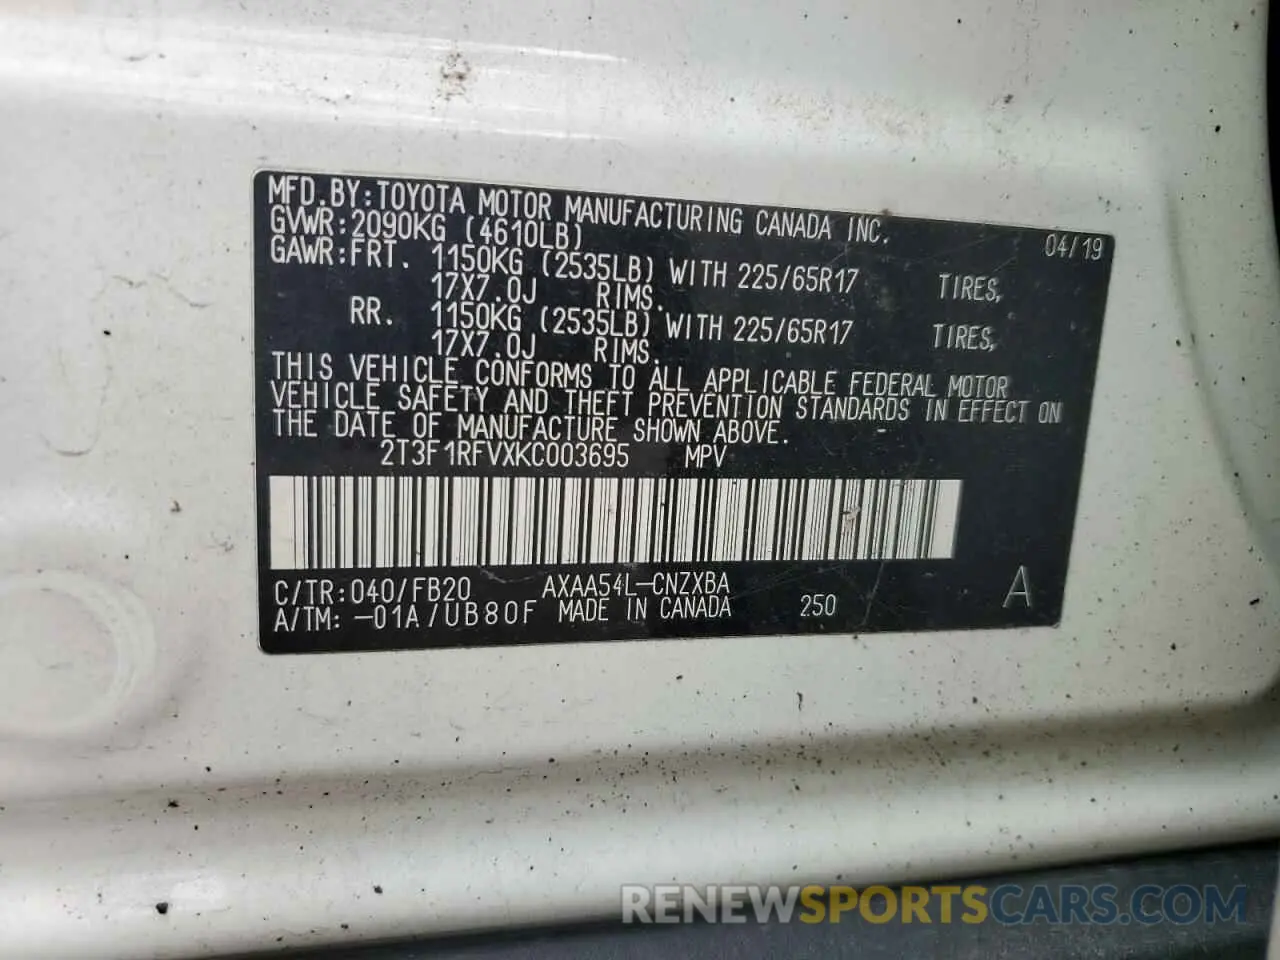 MFD.BY:TOYOTA MOTOR MANUFACTURING CANADA INC. 04/19
GVWR:2090KG (4610LB)
GAWR:FRT. 1150KG (2535LB) WITH 225/65R17 TIRES,
17X7.0J RIMS.
RR. 1150KG (2535LB) WITH 225/65R17 TIRES,
17X7.0J RIMS.
THIS VEHICLE CONFORMS TO ALL APPLICABLE FEDERAL MOTOR
VEHICLE SAFETY AND THEFT PREVENTION STANDARDS IN EFFECT ON
THE DATE OF MANUFACTURE SHOWN ABOVE.
2T3F1RFVXKC003695 MPV
C/TR:040/FB20 AXAA54L-CNZXBA
A/TM:-01A/UB80F MADE IN CANADA 250 A
RENEWSPORTSCARS.COM